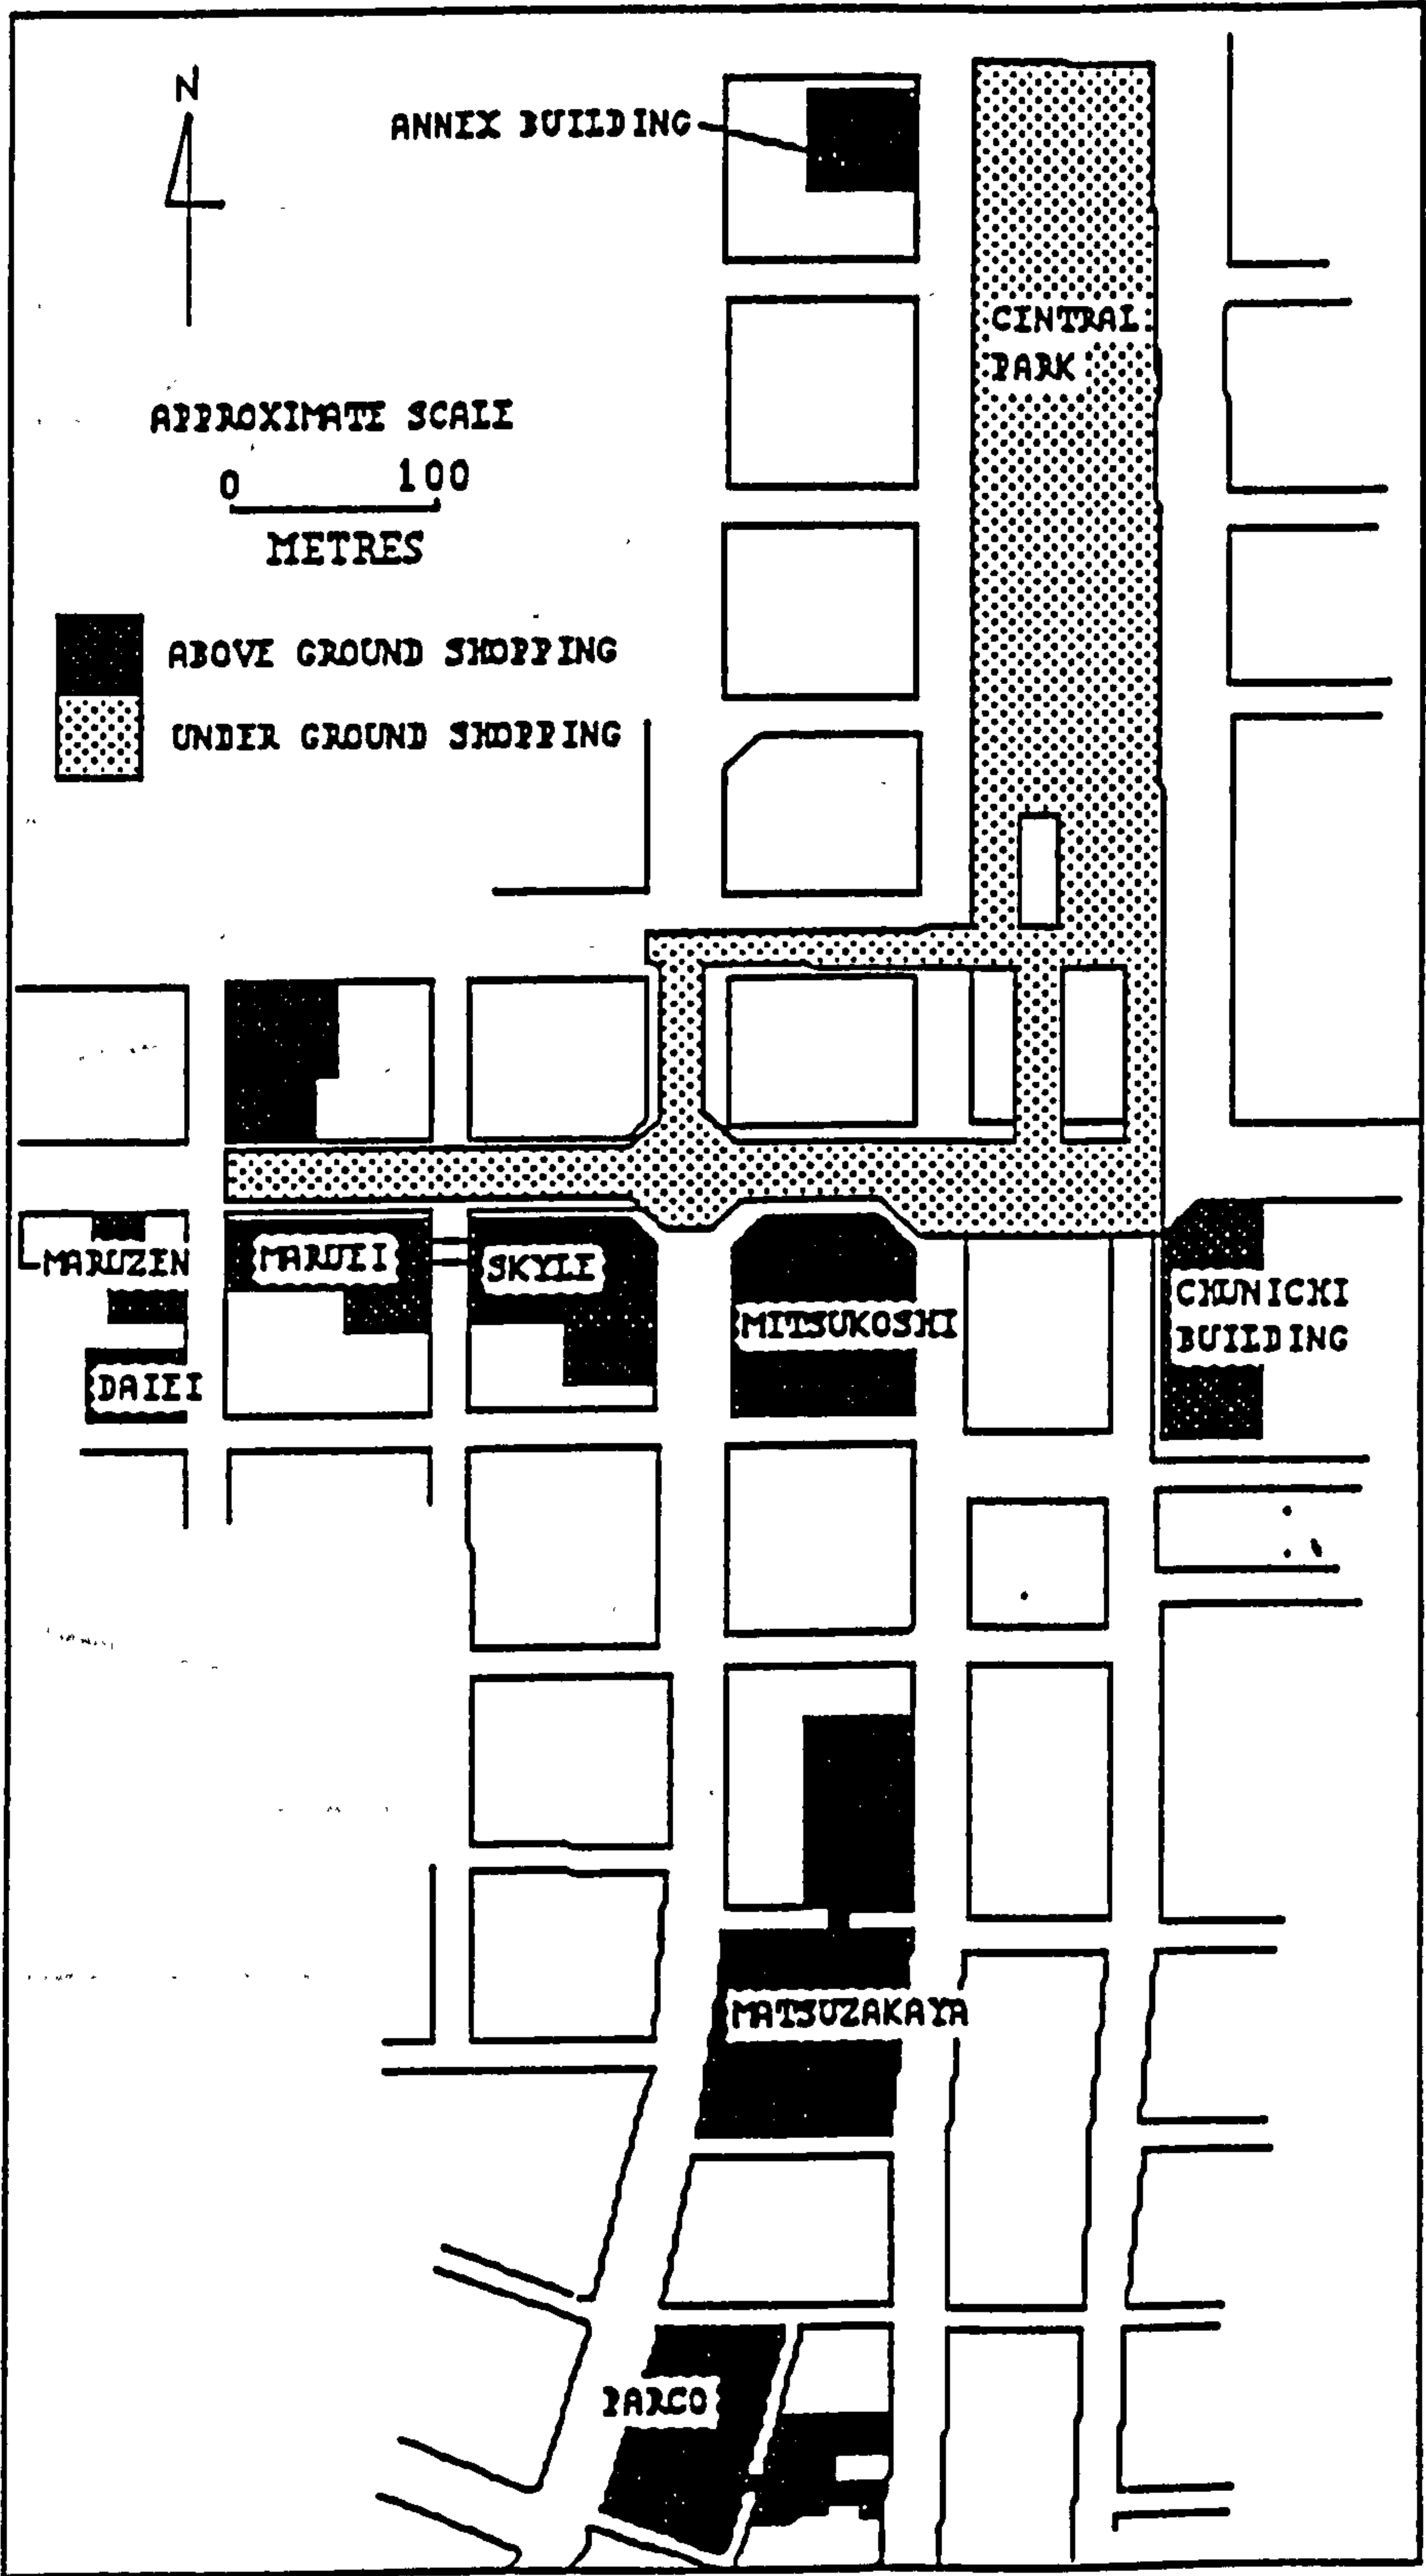 N
ANNEX BUILDING
CENTRAL
PARK
APPROXIMATE SCALE
0 100
METRES
ABOVE GROUND SHOPPING
UNDER GROUND SHOPPING
MARUZEN
MARUEI
SKYLE
MITSUKOSHI
CHUNICHI
BUILDING
DAIEI
MATSUZAKAYA
PARCO